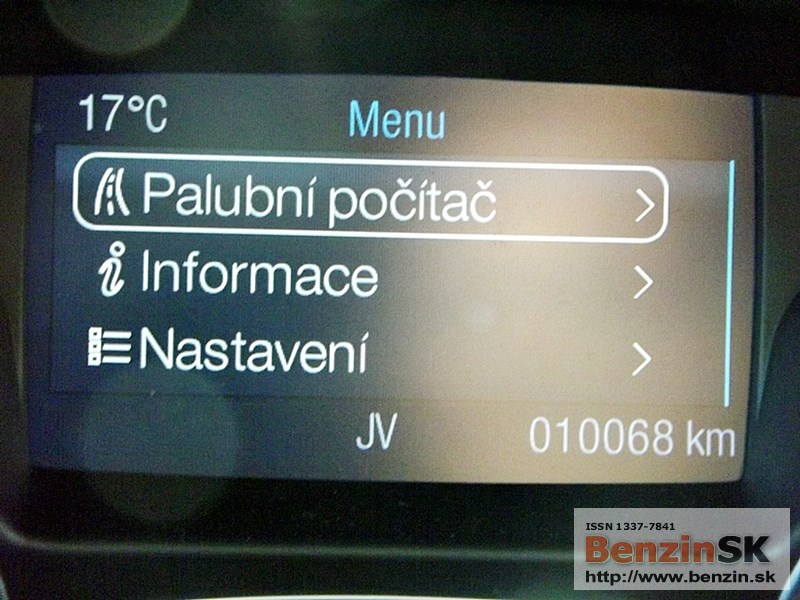 17°C Menu
Palubní počítač
Informace
Nastavení
JV 010068 km
ISSN 1337-7841
BenzinSK
http://www.benzin.sk